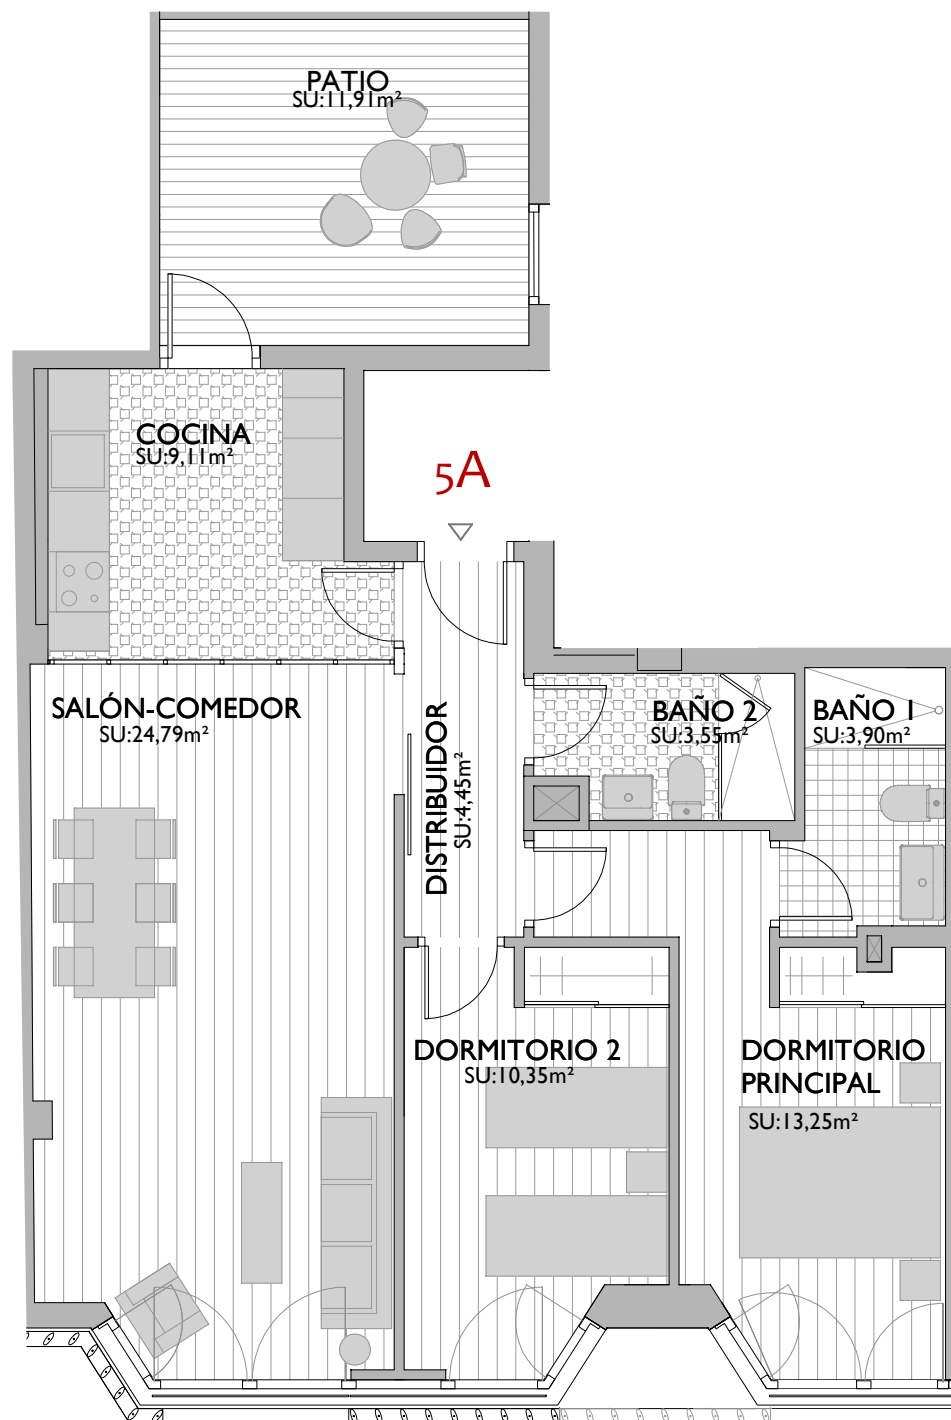 PATIO
SU:11,91m²
COCINA
SU:9,11m²
5A
SALÓN-COMEDOR
SU:24,79m²
DISTRIBUIDOR
SU:4,45m²
BAÑO 2
SU:3,55m²
BAÑO 1
SU:3,90m²
DORMITORIO 2
SU:10,35m²
DORMITORIO
PRINCIPAL
SU:13,25m²